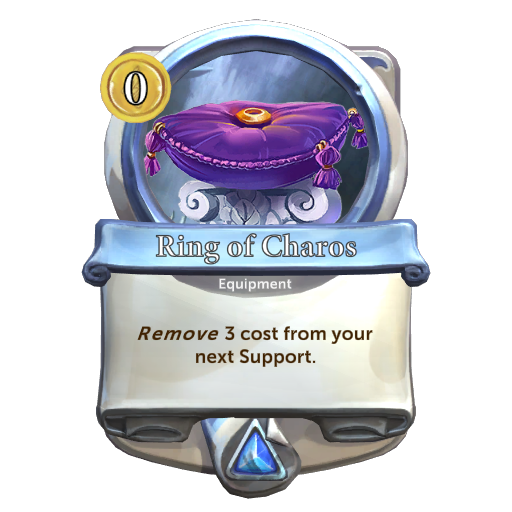 0
Ring of Charos
Equipment
Remove 3 cost from your
next Support.